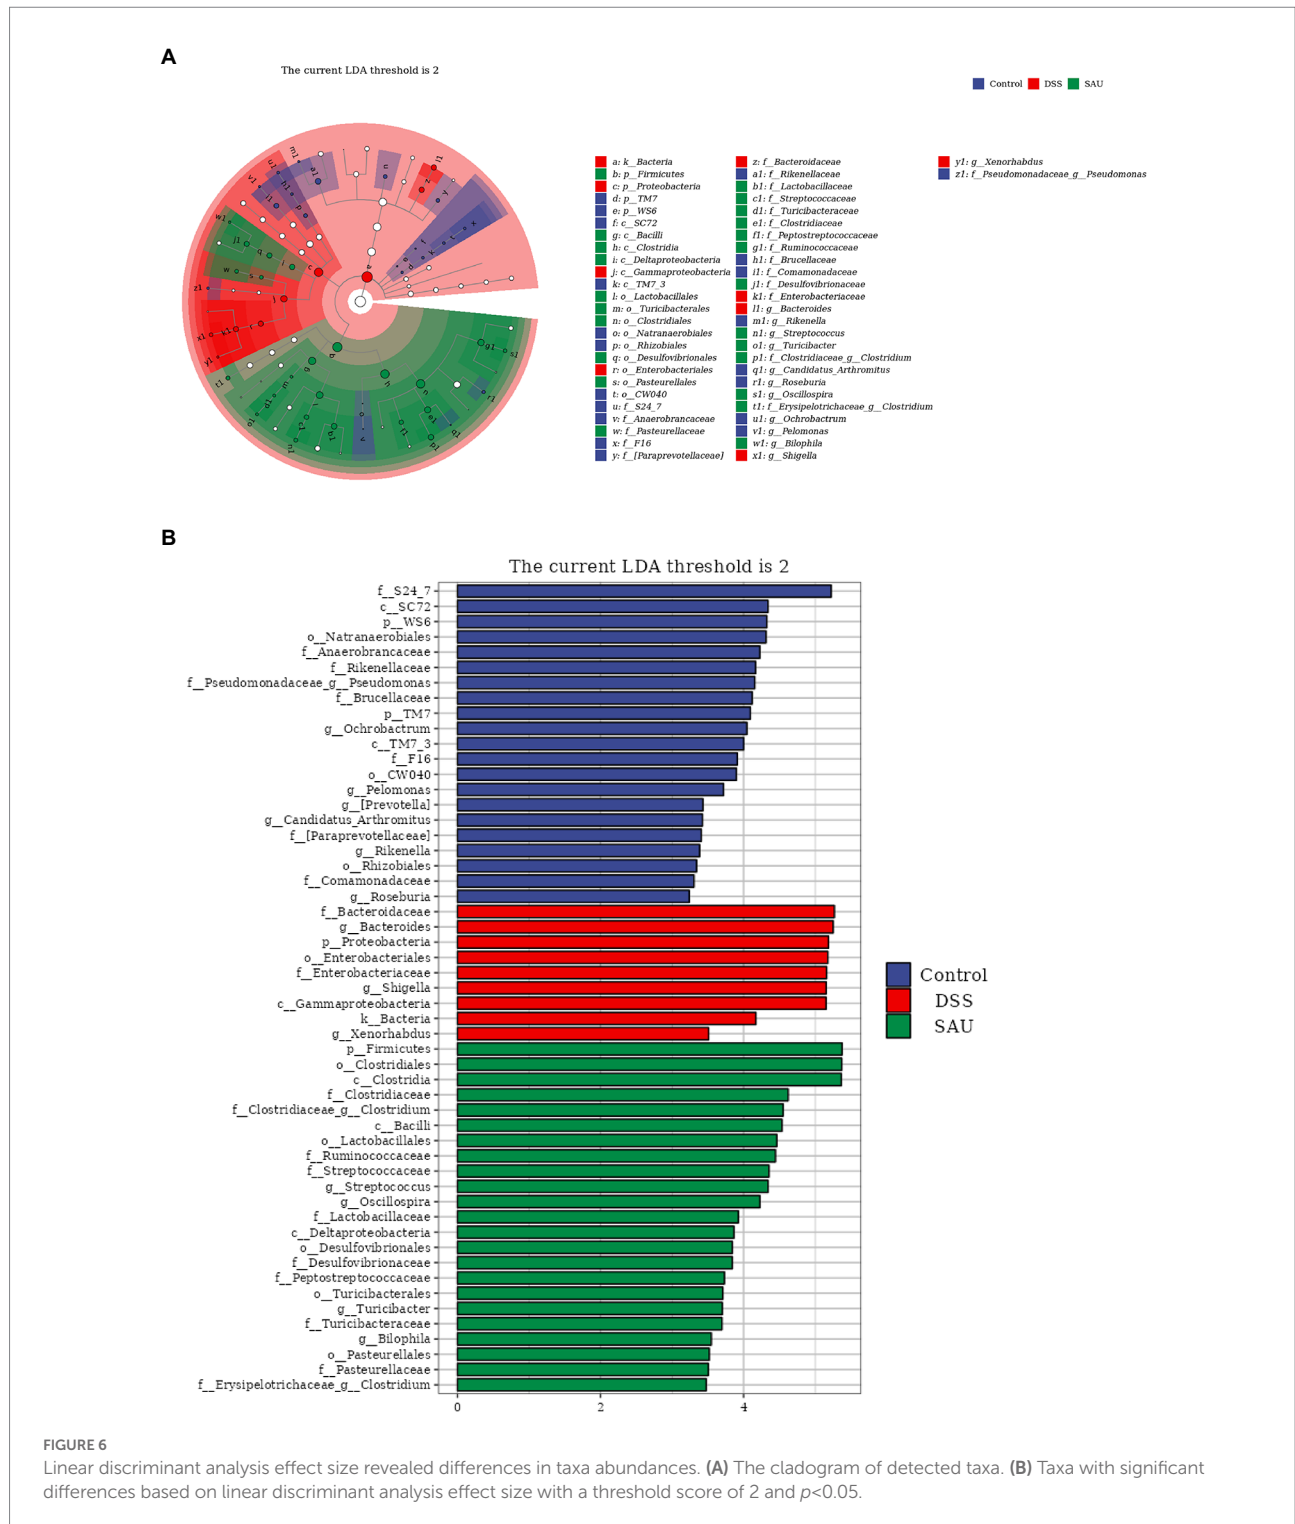 A
The current LDA threshold is 2
Control DSS SAU
a: k__Bacteria
b: p__Firmicutes
c: p__Proteobacteria
d: p__TM7
e: p__WS6
f: c__SC72
g: c__Bacilli
h: c__Clostridia
i: c__Deltaproteobacteria
j: c__Gammaproteobacteria
k: c__TM7_3
l: o__Lactobacillales
m: o__Turicibacterales
n: o__Clostridiales
o: o__Natranaerobiales
p: o__Rhizobiales
q: o__Desulfovibrionales
r: o__Enterobacteriales
s: o__Pasteurellales
t: o__CW040
u: f__S24_7
v: f__Anaerobrancaceae
w: f__Pasteurellaceae
x: f__F16
y: f__[Paraprevotellaceae]
z: f__Bacteroidaceae
a1: f__Rikenellaceae
b1: f__Lactobacillaceae
c1: f__Streptococcaceae
d1: f__Turicibacteraceae
e1: f__Clostridiaceae
f1: f__Peptostreptococcaceae
g1: f__Ruminococcaceae
h1: f__Brucellaceae
i1: f__Comamonadaceae
j1: f__Desulfovibrionaceae
k1: f__Enterobacteriaceae
l1: g__Bacteroides
m1: g__Rikenella
n1: g__Streptococcus
o1: g__Turicibacter
p1: f__Clostridiaceae_g__Clostridium
q1: g__Candidatus_Arthromitus
r1: g__Roseburia
s1: g__Oscillospira
t1: f__Erysipelotrichaceae_g__Clostridium
u1: g__Ochrobactrum
v1: g__Pelomonas
w1: g__Bilophila
x1: g__Shigella
y1: g__Xenorhabdus
z1: f__Pseudomonadaceae_g__Pseudomonas
B
The current LDA threshold is 2
f__S24_7
c__SC72
p__WS6
o__Natranaerobiales
f__Anaerobrancaceae
f__Rikenellaceae
f__Pseudomonadaceae_g__Pseudomonas
f__Brucellaceae
p__TM7
g__Ochrobactrum
c__TM7_3
f__F16
o__CW040
g__Pelomonas
g__[Prevotella]
g__Candidatus_Arthromitus
f__[Paraprevotellaceae]
g__Rikenella
o__Rhizobiales
f__Comamonadaceae
g__Roseburia
f__Bacteroidaceae
g__Bacteroides
p__Proteobacteria
o__Enterobacteriales
f__Enterobacteriaceae
g__Shigella
c__Gammaproteobacteria
k__Bacteria
g__Xenorhabdus
p__Firmicutes
o__Clostridiales
c__Clostridia
f__Clostridiaceae
f__Clostridiaceae_g__Clostridium
c__Bacilli
o__Lactobacillales
f__Ruminococcaceae
f__Streptococcaceae
g__Streptococcus
g__Oscillospira
f__Lactobacillaceae
c__Deltaproteobacteria
o__Desulfovibrionales
f__Desulfovibrionaceae
f__Peptostreptococcaceae
o__Turicibacterales
g__Turicibacter
f__Turicibacteraceae
g__Bilophila
o__Pasteurellales
f__Pasteurellaceae
f__Erysipelotrichaceae_g__Clostridium
0 2 4
Control
DSS
SAU
FIGURE 6
Linear discriminant analysis effect size revealed differences in taxa abundances. (A) The cladogram of detected taxa. (B) Taxa with significant
differences based on linear discriminant analysis effect size with a threshold score of 2 and p<0.05.